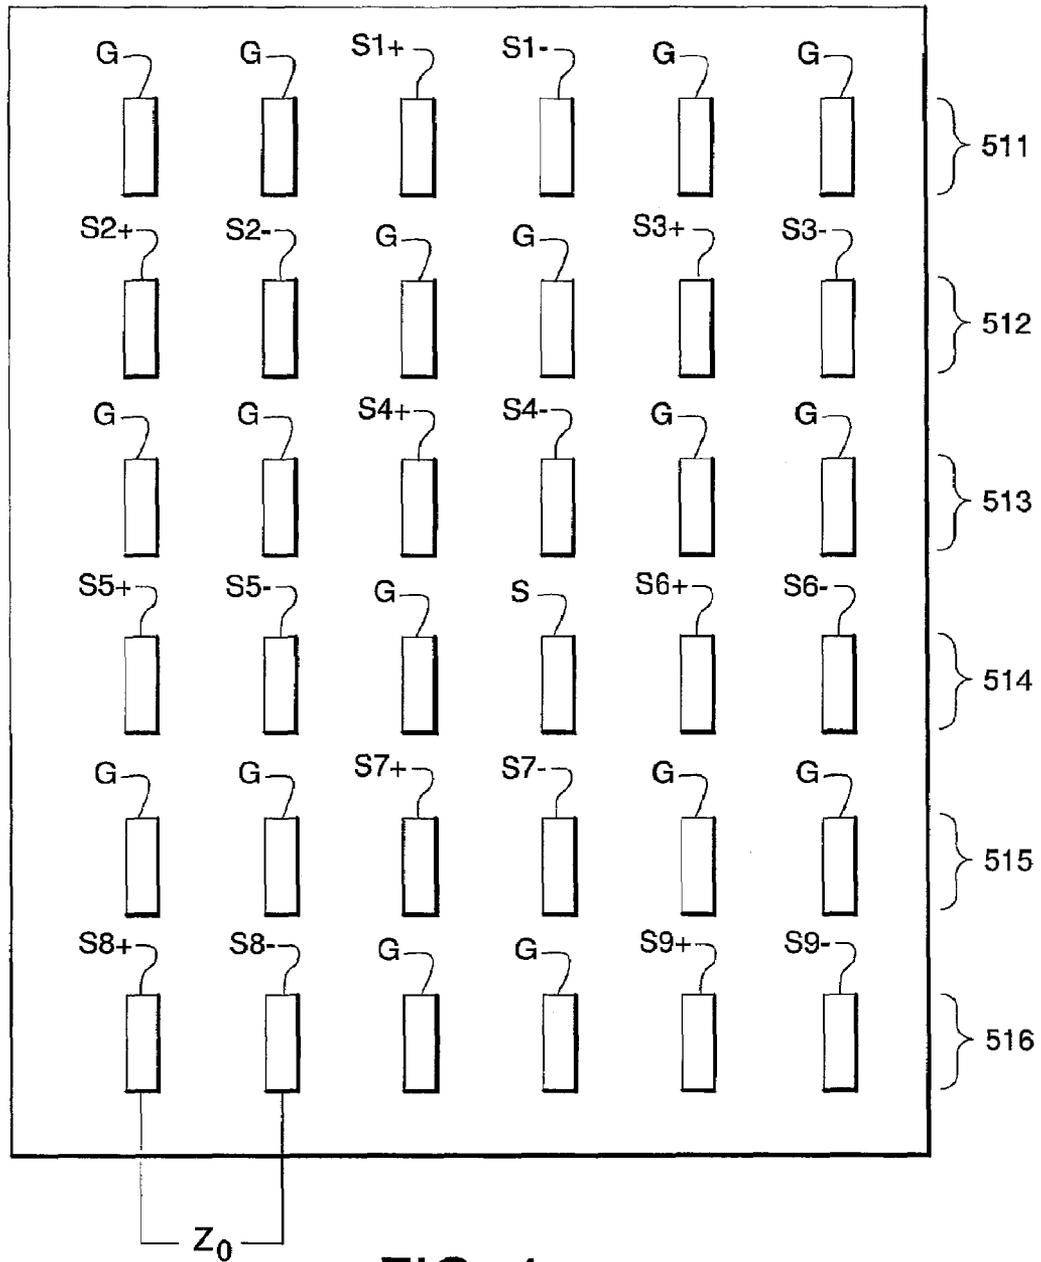 G G S1+ S1- G G
511
S2+ S2- G G S3+ S3-
512
G G S4+ S4- G G
513
S5+ S5- G S S6+ S6-
514
G G S7+ S7- G G
515
S8+ S8- G G S9+ S9-
516
Z0